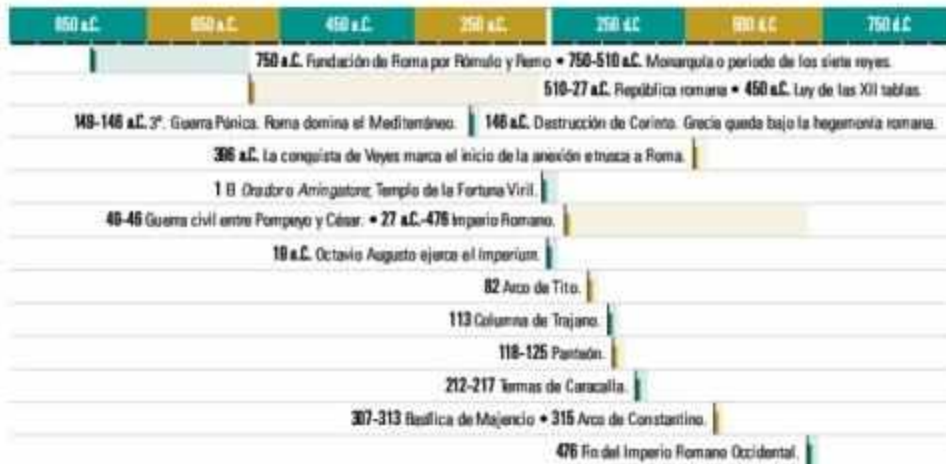 850 a.C. 650 a.C. 450 a.C. 250 a.C. 250 d.C 500 d.C 750 d.C
750 a.C. Fundación de Roma por Rómulo y Remo • 750-510 a.C. Monarquía o periodo de los siete reyes.
510-27 a.C. República romana • 450 a.C. Ley de las XII tablas.
149-146 a.C. 3ª. Guerra Púnica. Roma domina el Mediterráneo. 146 a.C. Destrucción de Corinto. Grecia queda bajo la hegemonía romana.
396 a.C. La conquista de Veyes marca el inicio de la anexión etrusca a Roma.
1 El Orador o Arringatore; Templo de la Fortuna Viril.
Guerra civil entre Pompeyo y César. • 27 a.C.-476 Imperio Romano.
19 a.C. Octavio Augusto ejerce el Imperium.
82 Arco de Tito.
113 Columna de Trajano.
118-125 Panteón.
212-217 Termas de Caracalla.
307-313 Basílica de Majencio • 315 Arco de Constantino.
476 Fin del Imperio Romano Occidental.